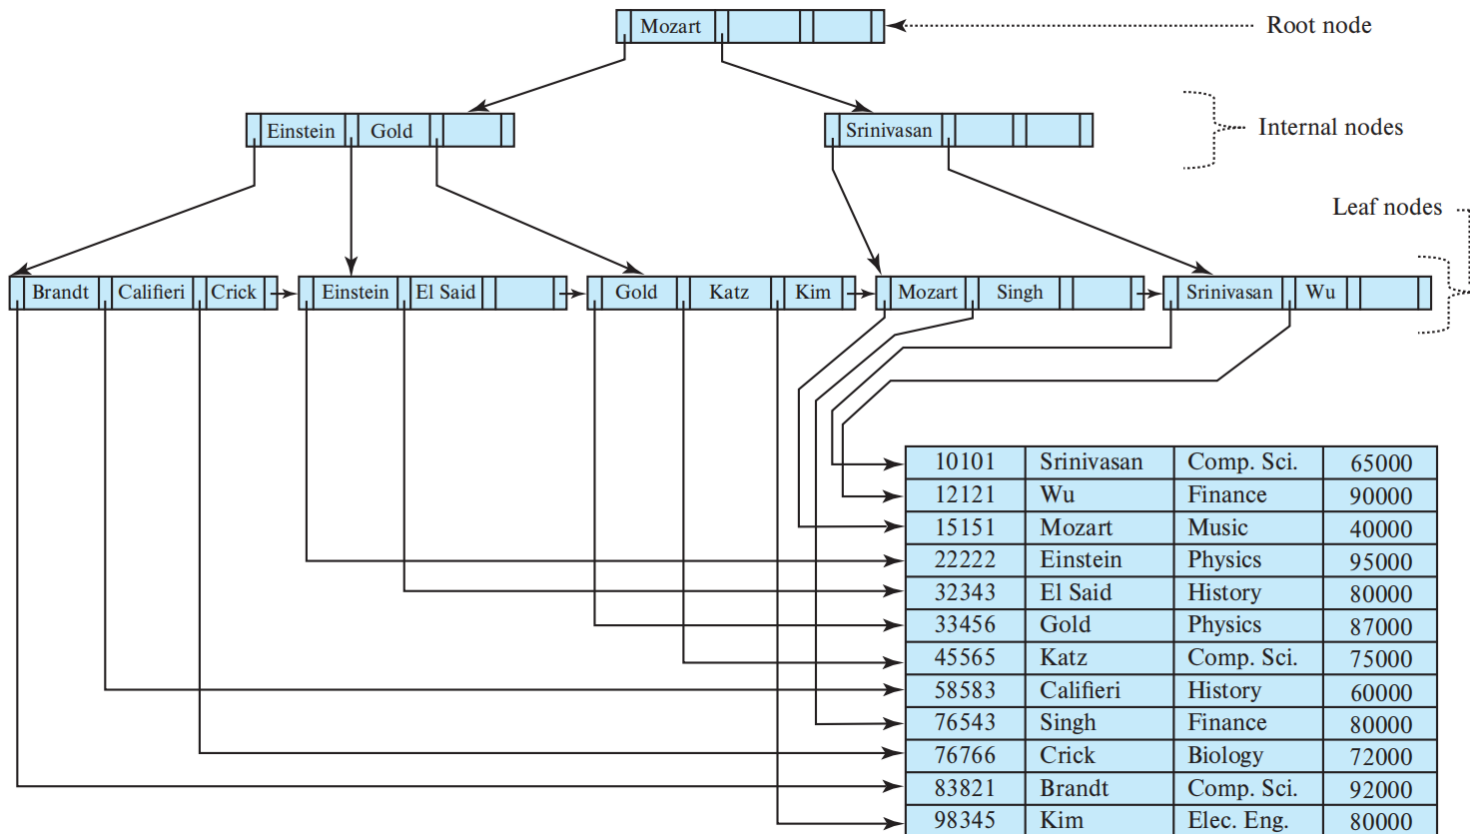 Mozart Root node
Einstein Gold Srinivasan Internal nodes
Leaf nodes
Brandt Califieri Crick Einstein El Said Gold Katz Kim Mozart Singh Srinivasan Wu
10101 Srinivasan Comp. Sci. 65000
12121 Wu Finance 90000
15151 Mozart Music 40000
22222 Einstein Physics 95000
32343 El Said History 80000
33456 Gold Physics 87000
45565 Katz Comp. Sci. 75000
58583 Califieri History 60000
76543 Singh Finance 80000
76766 Crick Biology 72000
83821 Brandt Comp. Sci. 92000
98345 Kim Elec. Eng. 80000